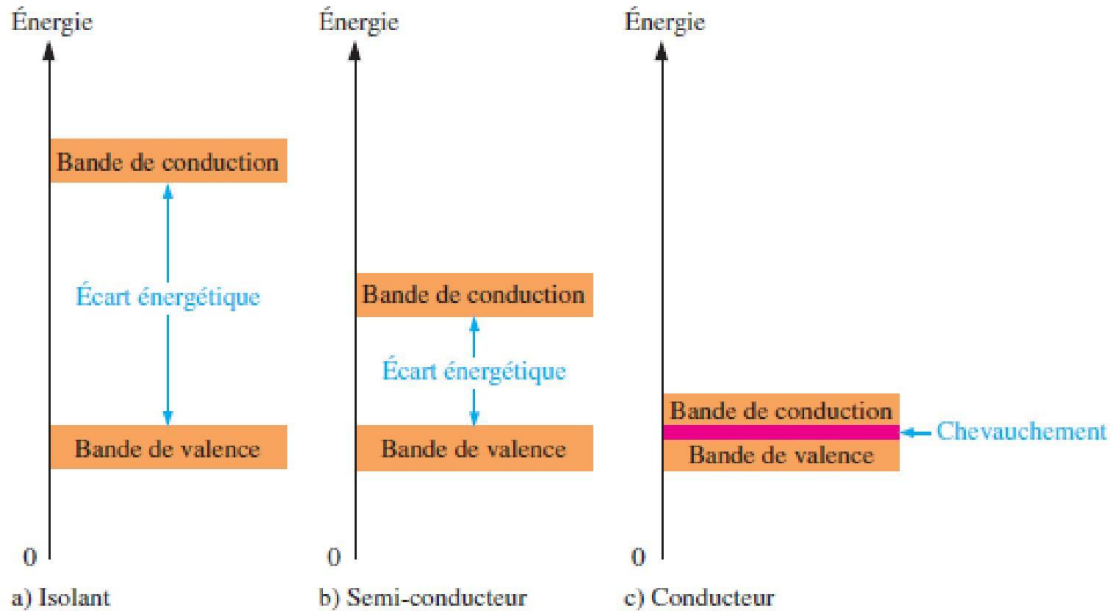 Énergie
Bande de conduction
Écart énergétique
Bande de valence
0
a) Isolant
Énergie
Bande de conduction
Écart énergétique
Bande de valence
0
b) Semi-conducteur
Énergie
Bande de conduction
Chevauchement
Bande de valence
0
c) Conducteur